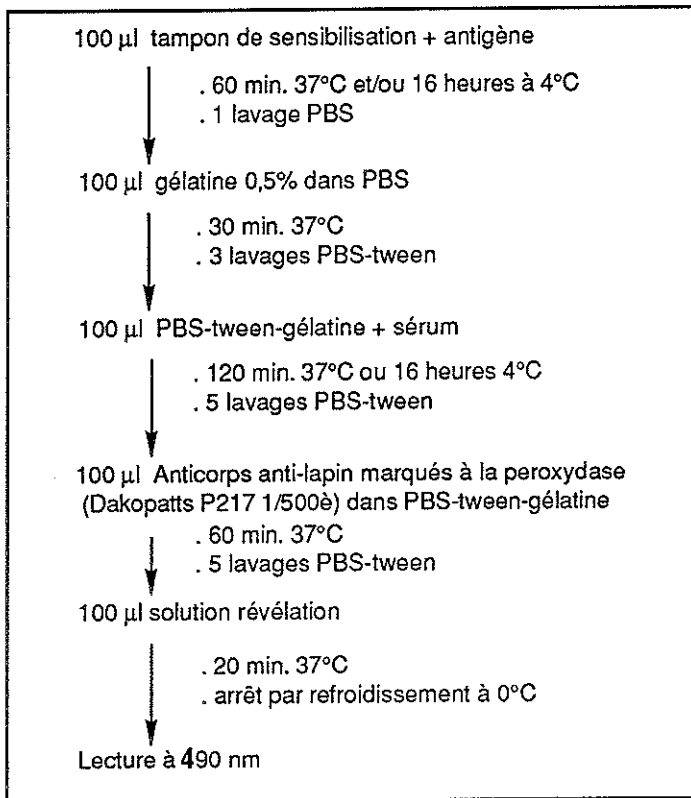 100 µl tampon de sensibilisation + antigène
. 60 min. 37°C et/ou 16 heures à 4°C
. 1 lavage PBS
100 µl gélatine 0,5% dans PBS
. 30 min. 37°C
. 3 lavages PBS-tween
100 µl PBS-tween-gélatine + sérum
. 120 min. 37°C ou 16 heures 4°C
. 5 lavages PBS-tween
100 µl Anticorps anti-lapin marqués à la peroxydase
(Dakopatts P217 1/500è) dans PBS-tween-gélatine
. 60 min. 37°C
. 5 lavages PBS-tween
100 µl solution révélation
. 20 min. 37°C
. arrêt par refroidissement à 0°C
Lecture à 490 nm